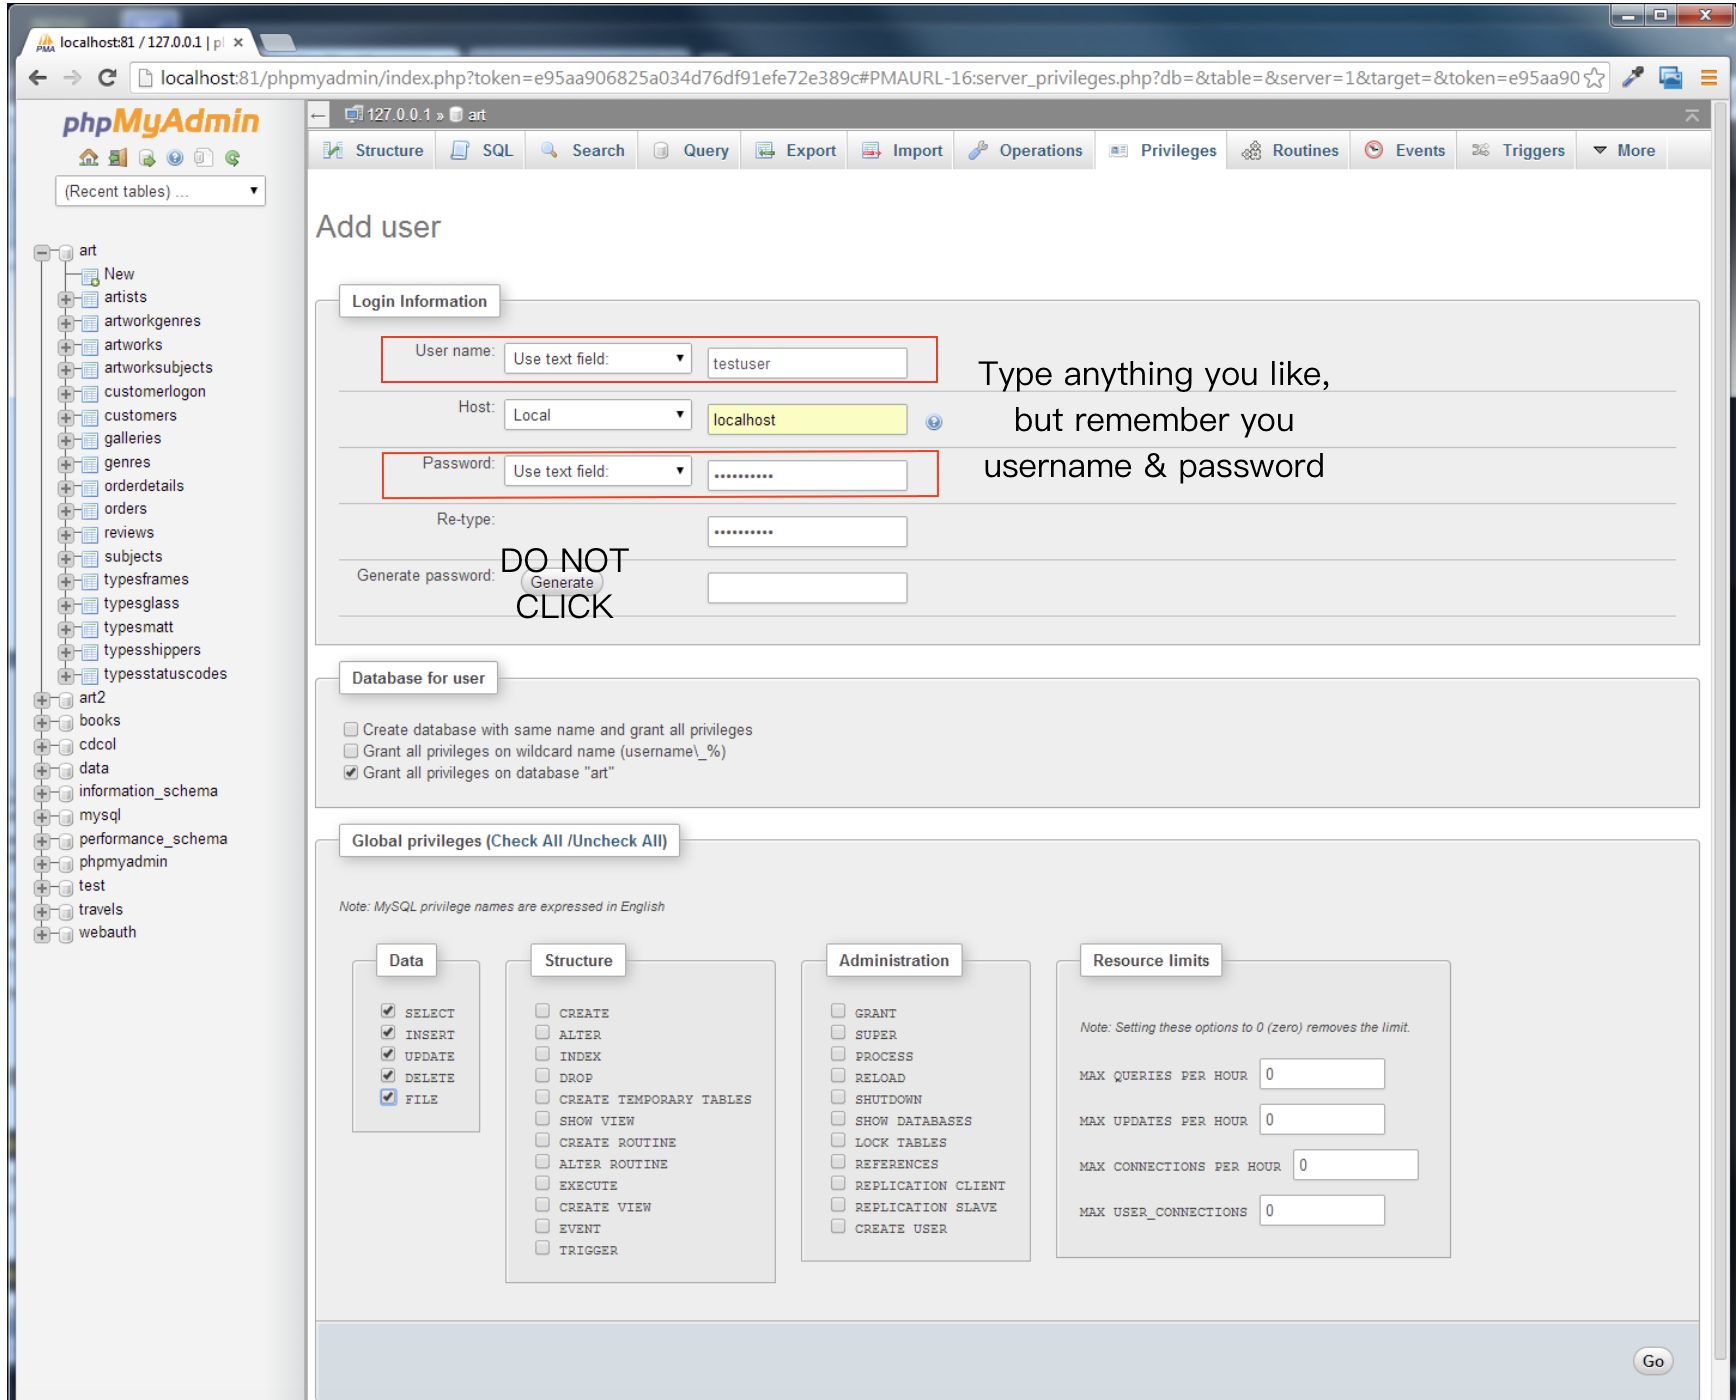 localhost:81 / 127.0.0.1 | pl
localhost:81/phpmyadmin/index.php?token=e95aa906825a034d76df91efe72e389c#PMAURL-16:server_privileges.php?db=&table=&server=1&target=&token=e95aa90
phpMyAdmin
(Recent tables) ...
art
New
artists
artworkgenres
artworks
artworksubjects
customerlogon
customers
galleries
genres
orderdetails
orders
reviews
subjects
typesframes
typesglass
typesmatt
typesshippers
typesstatuscodes
art2
books
cdcol
data
information_schema
mysql
performance_schema
phpmyadmin
test
travels
webauth
127.0.0.1 » art
Structure SQL Search Query Export Import Operations Privileges Routines Events Triggers More
Add user
Login Information
User name: Use text field: testuser
Host: Local localhost
Password: Use text field: ••••••••••
Re-type: ••••••••••
Generate password: Generate
Type anything you like,
but remember you
username & password
DO NOT
CLICK
Database for user
Create database with same name and grant all privileges
Grant all privileges on wildcard name (username\_%)
Grant all privileges on database "art"
Global privileges (Check All /Uncheck All)
Note: MySQL privilege names are expressed in English
Data
SELECT
INSERT
UPDATE
DELETE
FILE
Structure
CREATE
ALTER
INDEX
DROP
CREATE TEMPORARY TABLES
SHOW VIEW
CREATE ROUTINE
ALTER ROUTINE
EXECUTE
CREATE VIEW
EVENT
TRIGGER
Administration
GRANT
SUPER
PROCESS
RELOAD
SHUTDOWN
SHOW DATABASES
LOCK TABLES
REFERENCES
REPLICATION CLIENT
REPLICATION SLAVE
CREATE USER
Resource limits
Note: Setting these options to 0 (zero) removes the limit.
MAX QUERIES PER HOUR 0
MAX UPDATES PER HOUR 0
MAX CONNECTIONS PER HOUR 0
MAX USER_CONNECTIONS 0
Go